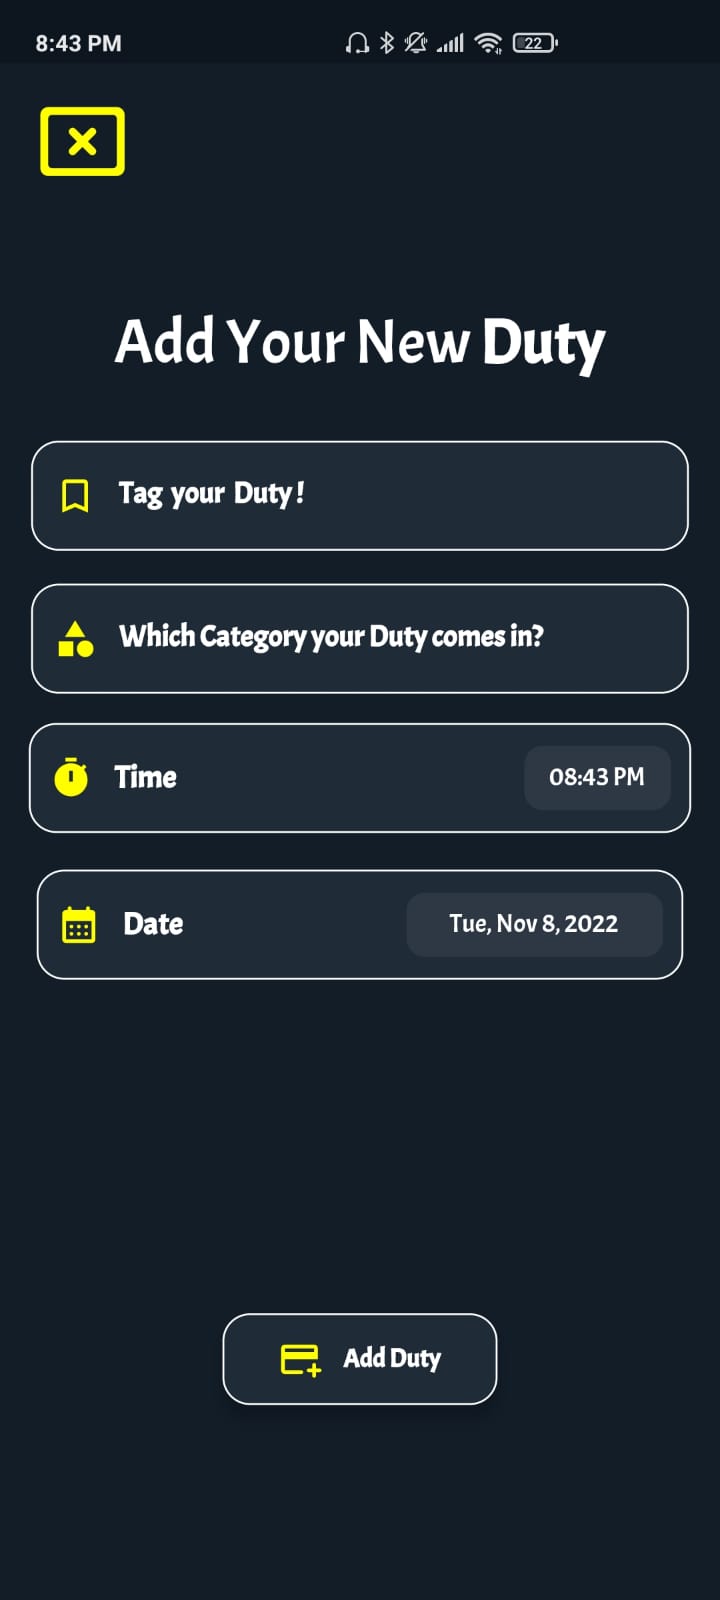 8:43 PM 22
Add Your New Duty
Tag your Duty!
Which Category your Duty comes in?
Time 08:43 PM
Date Tue, Nov 8, 2022
Add Duty